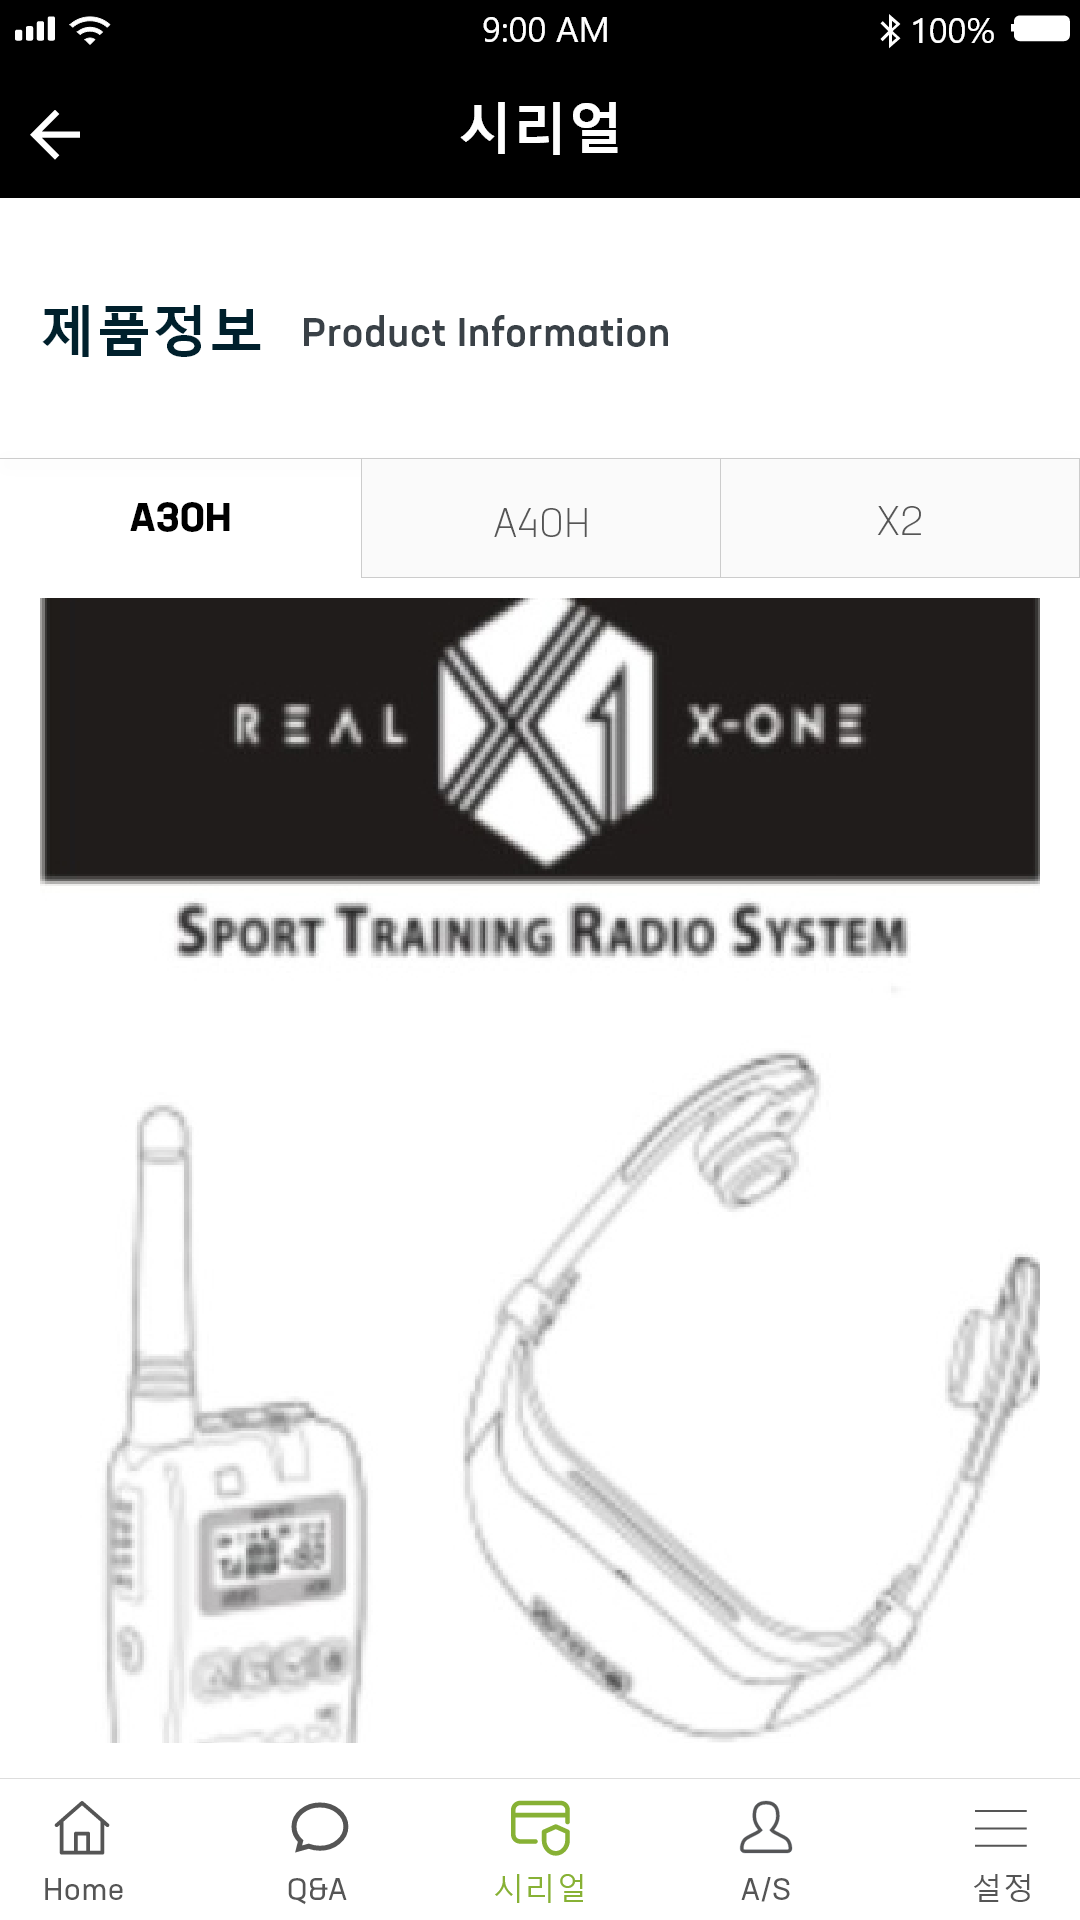 9:00 AM
100%
시리얼
제품정보 Product Information
A30H
A40H
X2
REAL X1 X-ONE
SPORT TRAINING RADIO SYSTEM
Home
Q&A
시리얼
A/S
설정